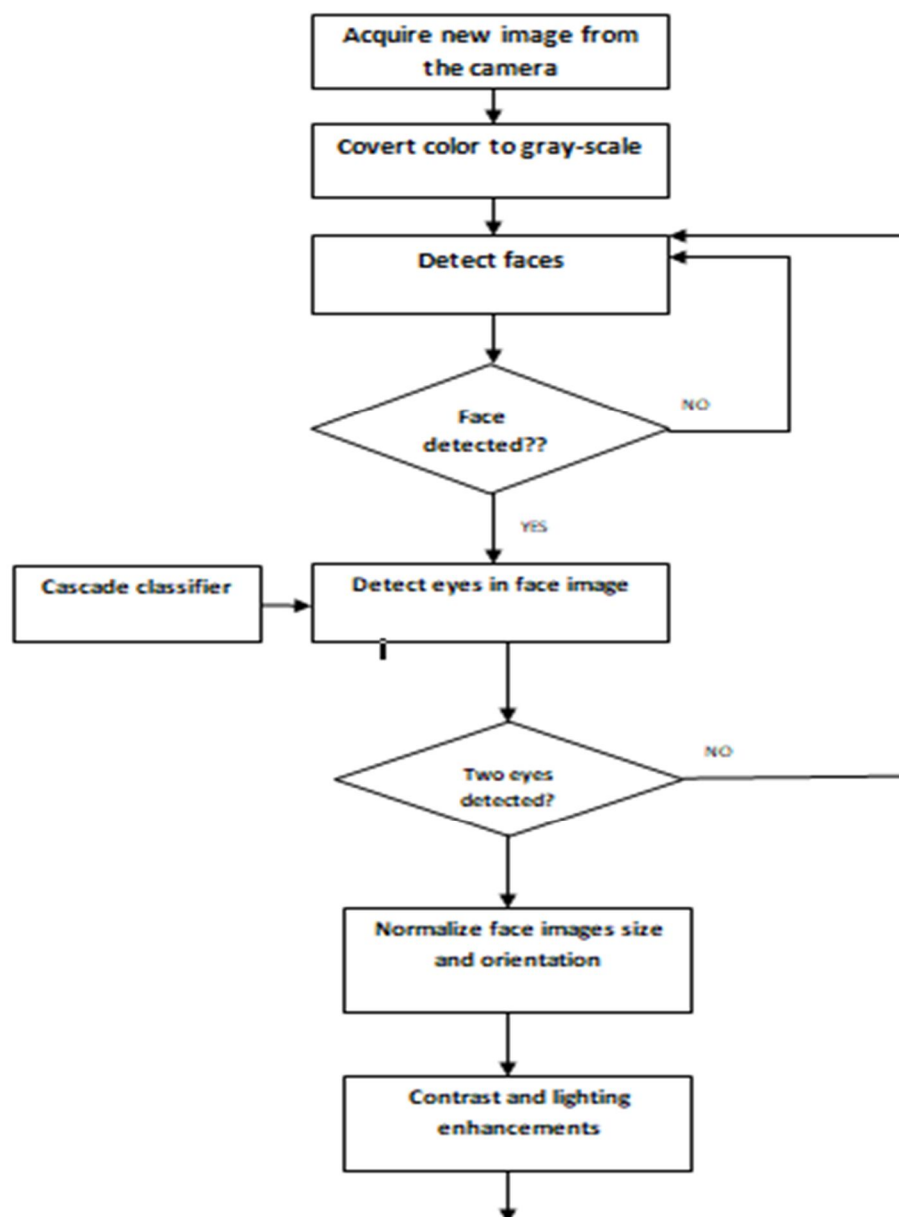 Acquire new image from
the camera
Covert color to gray-scale
Detect faces
Face
detected??
NO
YES
Cascade classifier
Detect eyes in face image
Two eyes
detected?
NO
Normalize face images size
and orientation
Contrast and lighting
enhancements